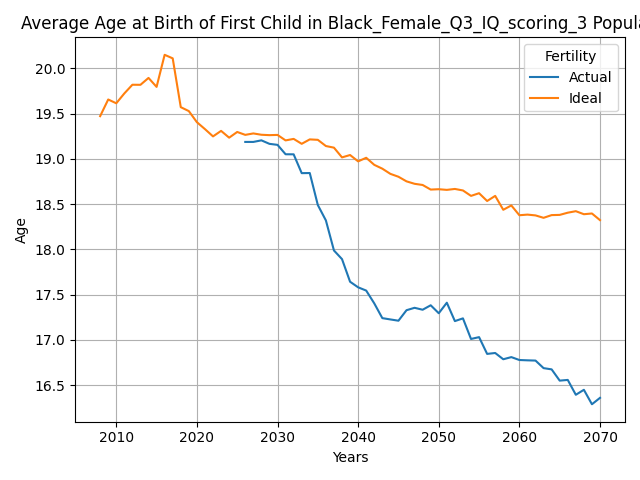 Average Age at Birth of First Child in Black_Female_Q3_IQ_scoring_3 Popula
Fertility
Actual
Ideal
20.0
19.5
19.0
18.5
18.0
17.5
17.0
16.5
Age
2010 2020 2030 2040 2050 2060 2070
Years